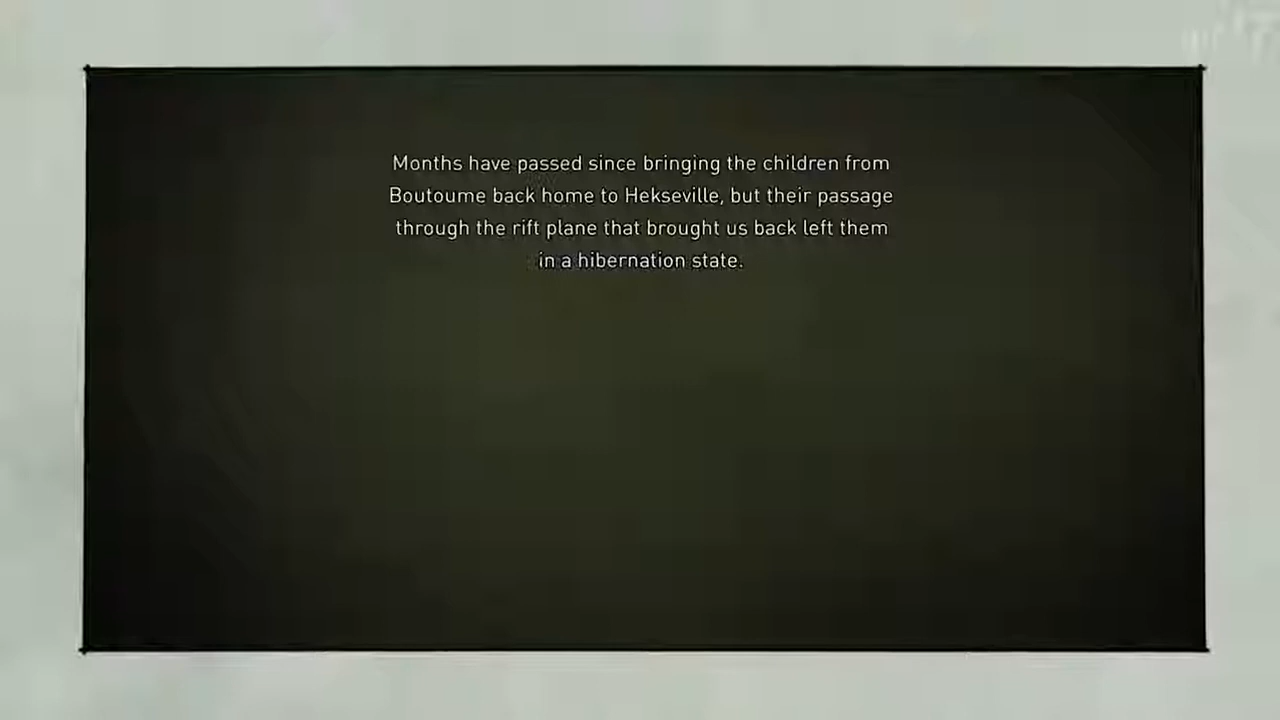 Months have passed since bringing the children from
Boutoume back home to Hekseville, but their passage
through the rift plane that brought us back left them
in a hibernation state.